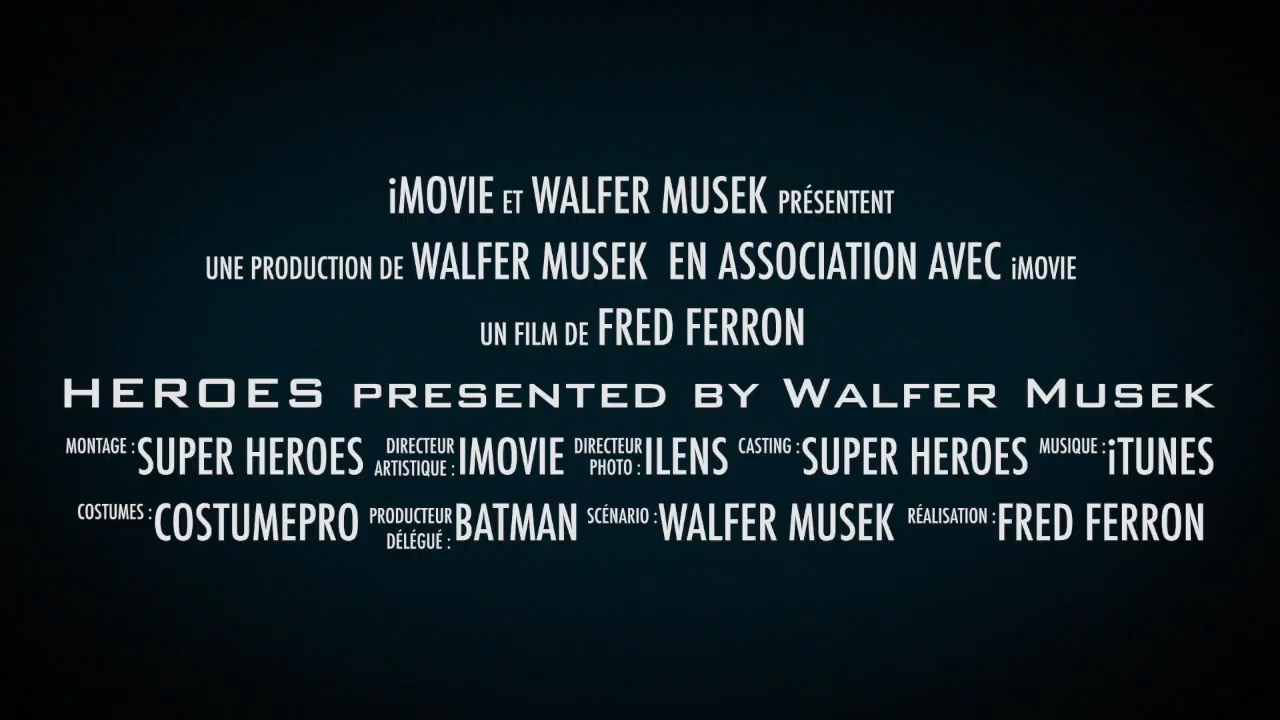 iMOVIE ET WALFER MUSEK PRÉSENTENT
UNE PRODUCTION DE WALFER MUSEK EN ASSOCIATION AVEC iMOVIE
UN FILM DE FRED FERRON
HEROES PRESENTED BY WALFER MUSEK
MONTAGE : SUPER HEROES DIRECTEUR ARTISTIQUE : IMOVIE DIRECTEUR PHOTO : ILENS CASTING : SUPER HEROES MUSIQUE : iTUNES
COSTUMES : COSTUMEPRO PRODUCTEUR DÉLÉGUÉ : BATMAN SCÉNARIO : WALFER MUSEK RÉALISATION : FRED FERRON